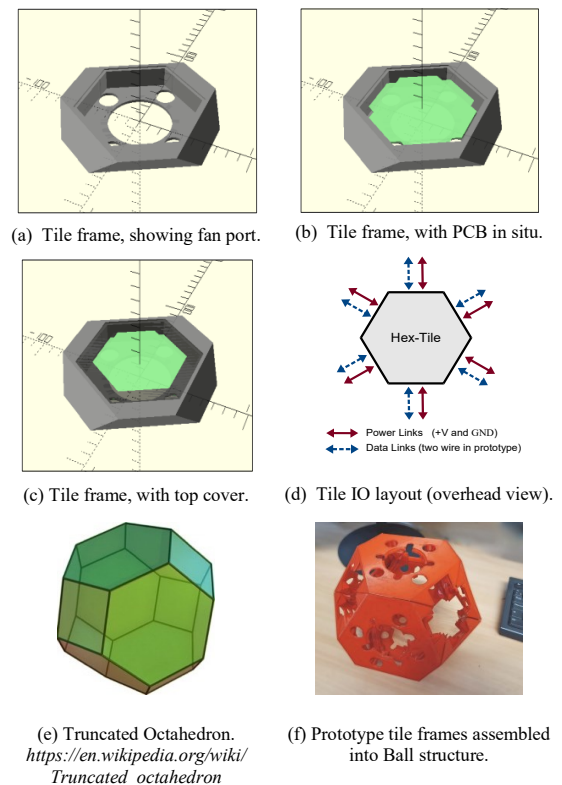 (a) Tile frame, showing fan port.
(b) Tile frame, with PCB in situ.
(c) Tile frame, with top cover.
Hex-Tile
Power Links (+V and GND)
Data Links (two wire in prototype)
(d) Tile IO layout (overhead view).
(e) Truncated Octahedron.
https://en.wikipedia.org/wiki/
Truncated_octahedron
(f) Prototype tile frames assembled
into Ball structure.